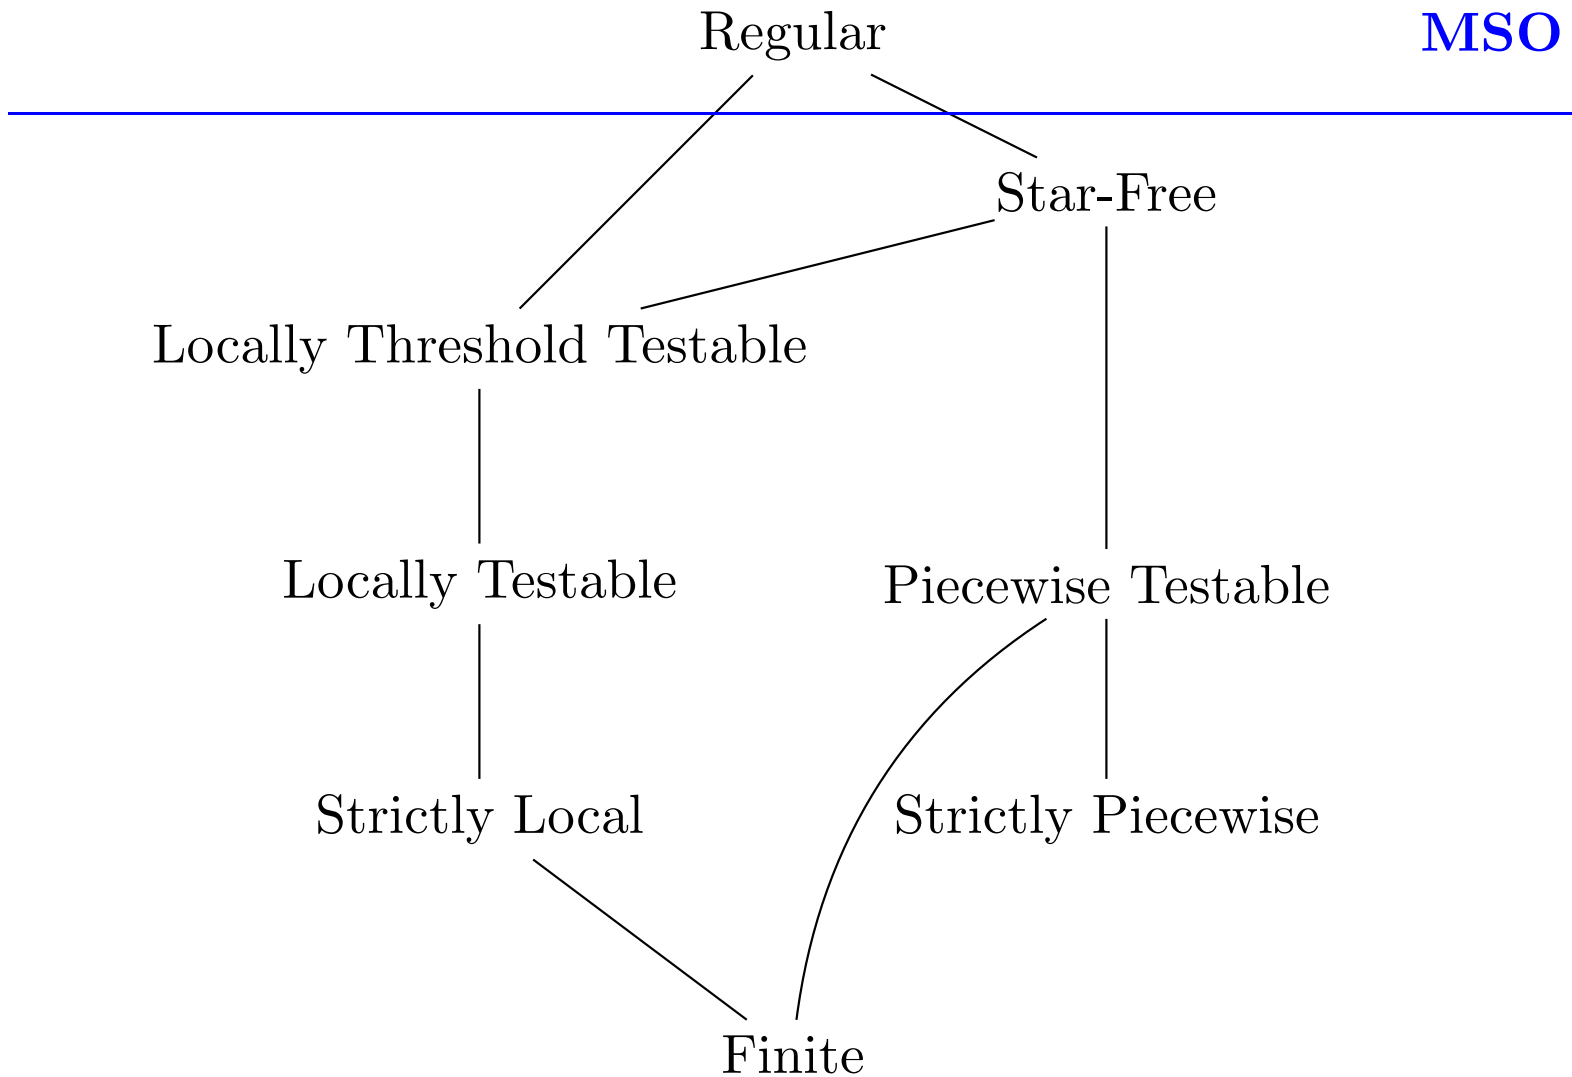 Regular
MSO
Star-Free
Locally Threshold Testable
Locally Testable
Piecewise Testable
Strictly Local
Strictly Piecewise
Finite